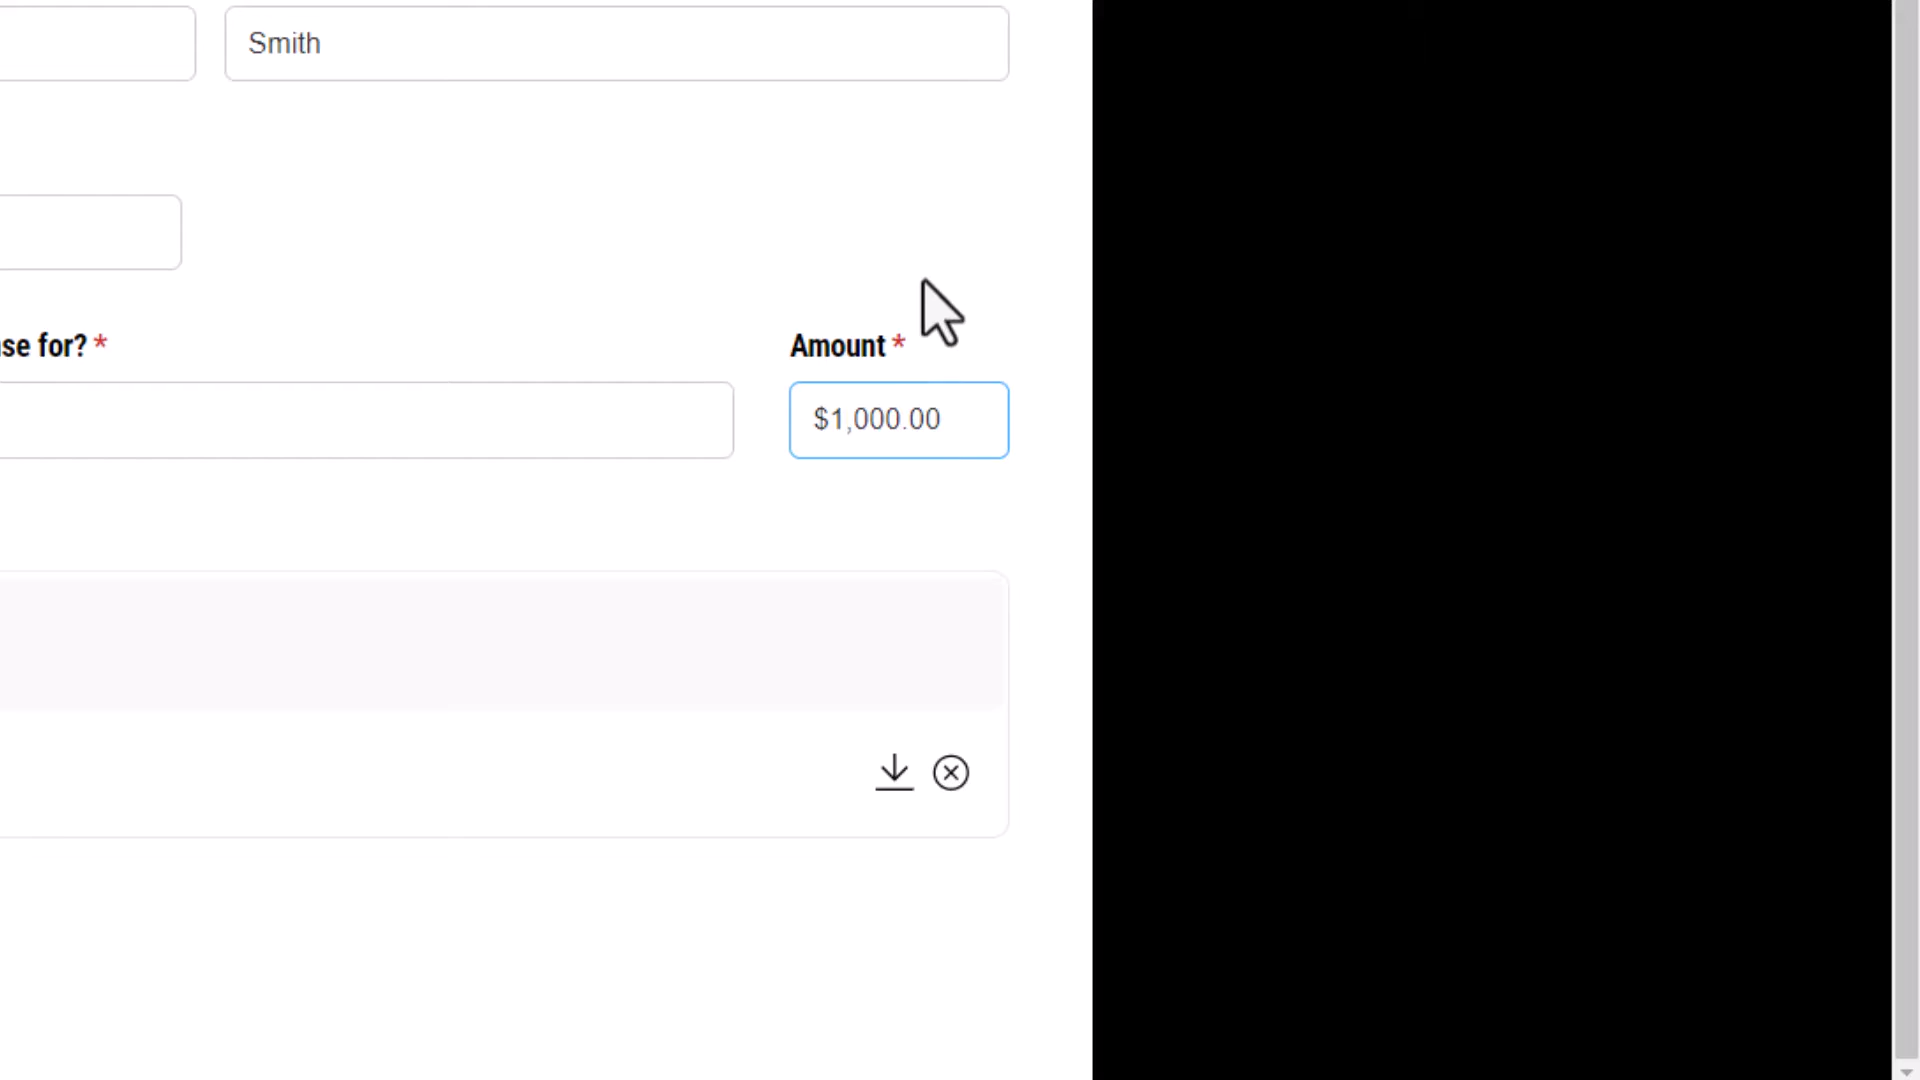 Smith
se for? *
Amount *
$1,000.00